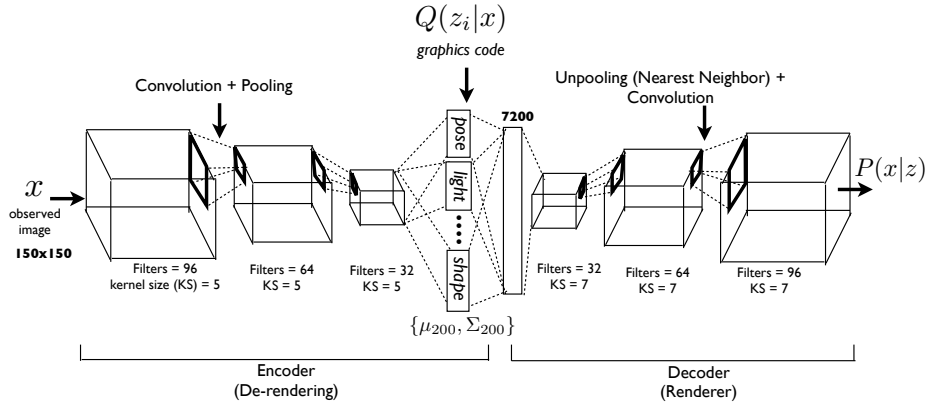 Q(z_i|x)
graphics code
Convolution + Pooling
Unpooling (Nearest Neighbor) +
Convolution
7200
pose
light
shape
x
observed
image
150x150
P(x|z)
Filters = 96
kernel size (KS) = 5
Filters = 64
KS = 5
Filters = 32
KS = 5
{μ₂₀₀, Σ₂₀₀}
Filters = 32
KS = 7
Filters = 64
KS = 7
Filters = 96
KS = 7
Encoder
(De-rendering)
Decoder
(Renderer)